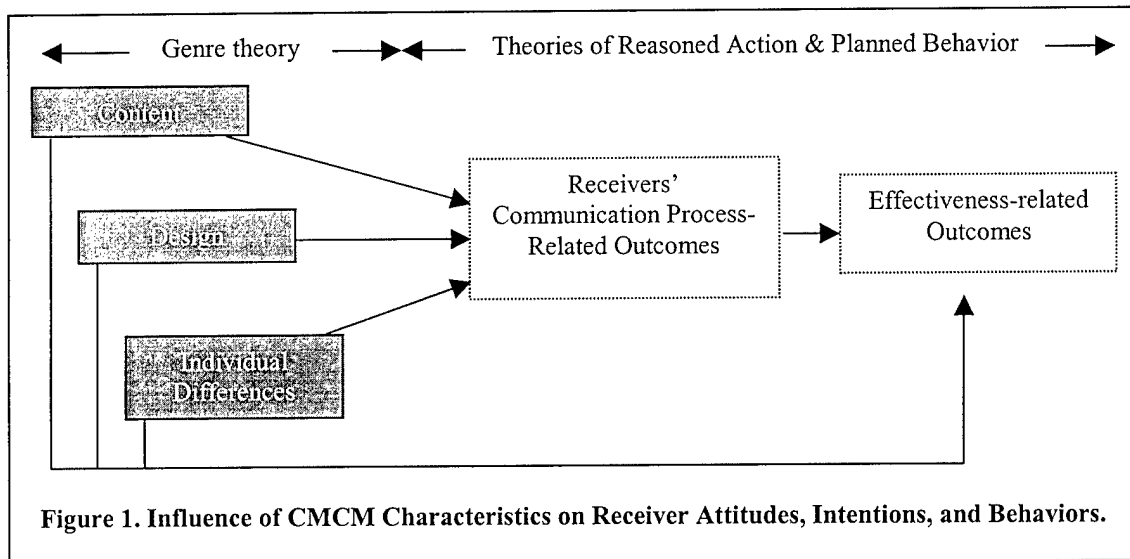 Genre theory
Theories of Reasoned Action & Planned Behavior
Content
Design
Individual
Differences
Receivers’
Communication Process-
Related Outcomes
Effectiveness-related
Outcomes
Figure 1. Influence of CMCM Characteristics on Receiver Attitudes, Intentions, and Behaviors.